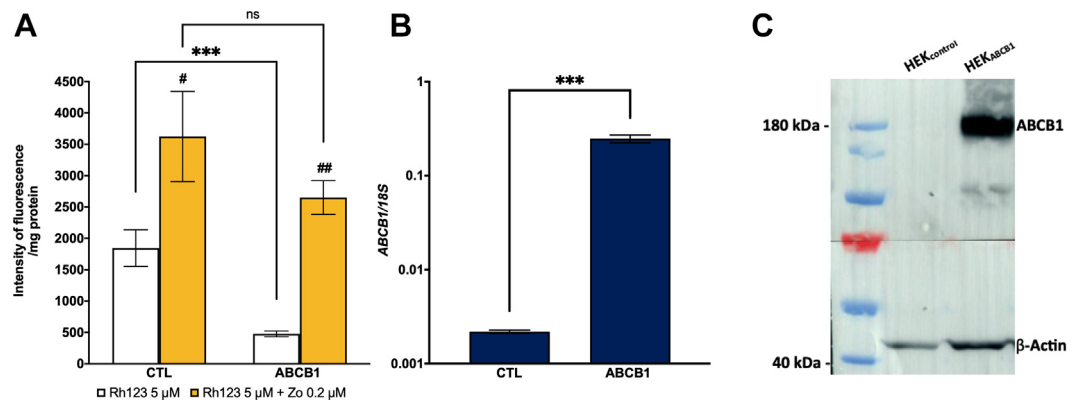 A
ns
***
#
##
Intensity of fluorescence
/mg protein
4500
4000
3500
3000
2500
2000
1500
1000
500
0
CTL
ABCB1
Rh123 5 µM
Rh123 5 µM + Zo 0.2 µM
B
***
ABCB1/18S
1
0.1
0.01
0.001
CTL
ABCB1
C
HEKcontrol
HEKABCB1
180 kDa -
ABCB1
β-Actin
40 kDa -